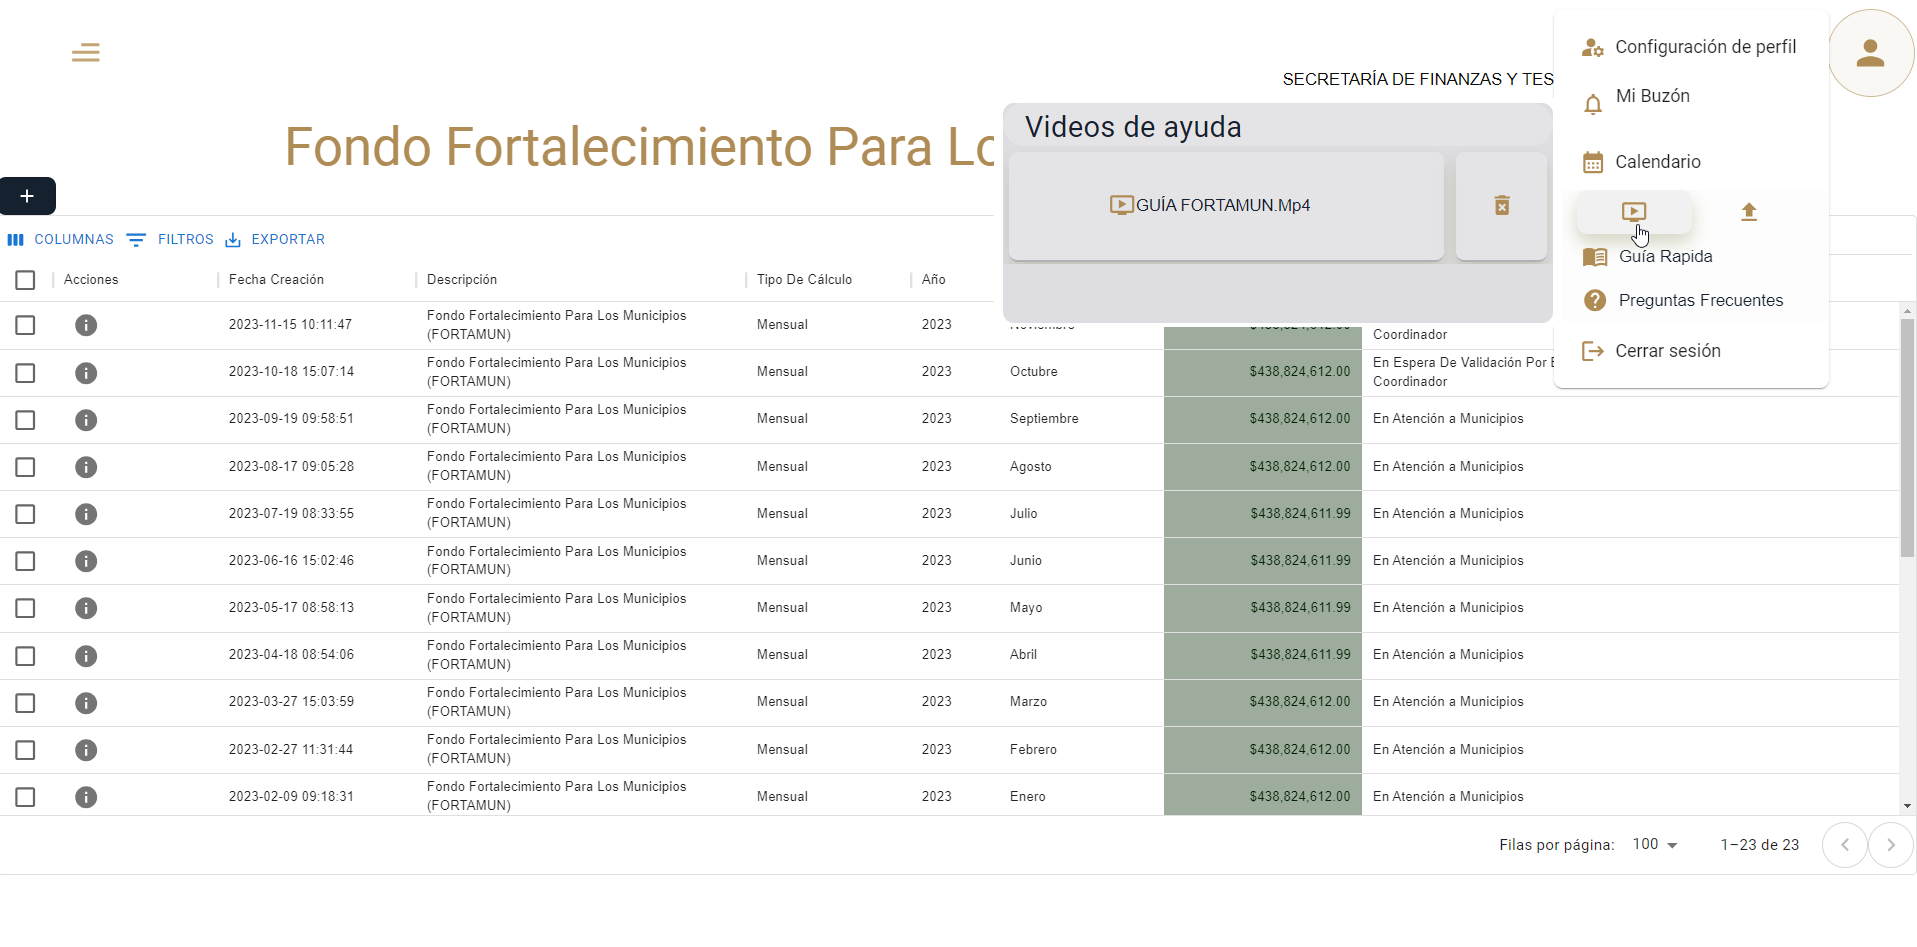 Configuración de perfil
SECRETARÍA DE FINANZAS Y TES
Mi Buzón
Videos de ayuda
Fondo Fortalecimiento Para Lo
Calendario
GUÍA FORTAMUN.Mp4
+
COLUMNAS FILTROS EXPORTAR
Guía Rapida
Preguntas Frecuentes
Cerrar sesión
Acciones Fecha Creación Descripción Tipo De Cálculo Año
2023-11-15 10:11:47 Fondo Fortalecimiento Para Los Municipios (FORTAMUN) Mensual 2023 Noviembre $438,824,612.00 Coordinador
2023-10-18 15:07:14 Fondo Fortalecimiento Para Los Municipios (FORTAMUN) Mensual 2023 Octubre $438,824,612.00 En Espera De Validación Por E Coordinador
2023-09-19 09:58:51 Fondo Fortalecimiento Para Los Municipios (FORTAMUN) Mensual 2023 Septiembre $438,824,612.00 En Atención a Municipios
2023-08-17 09:05:28 Fondo Fortalecimiento Para Los Municipios (FORTAMUN) Mensual 2023 Agosto $438,824,612.00 En Atención a Municipios
2023-07-19 08:33:55 Fondo Fortalecimiento Para Los Municipios (FORTAMUN) Mensual 2023 Julio $438,824,611.99 En Atención a Municipios
2023-06-16 15:02:46 Fondo Fortalecimiento Para Los Municipios (FORTAMUN) Mensual 2023 Junio $438,824,611.99 En Atención a Municipios
2023-05-17 08:58:13 Fondo Fortalecimiento Para Los Municipios (FORTAMUN) Mensual 2023 Mayo $438,824,611.99 En Atención a Municipios
2023-04-18 08:54:06 Fondo Fortalecimiento Para Los Municipios (FORTAMUN) Mensual 2023 Abril $438,824,611.99 En Atención a Municipios
2023-03-27 15:03:59 Fondo Fortalecimiento Para Los Municipios (FORTAMUN) Mensual 2023 Marzo $438,824,612.00 En Atención a Municipios
2023-02-27 11:31:44 Fondo Fortalecimiento Para Los Municipios (FORTAMUN) Mensual 2023 Febrero $438,824,612.00 En Atención a Municipios
2023-02-09 09:18:31 Fondo Fortalecimiento Para Los Municipios (FORTAMUN) Mensual 2023 Enero $438,824,612.00 En Atención a Municipios
Filas por página: 100 1–23 de 23